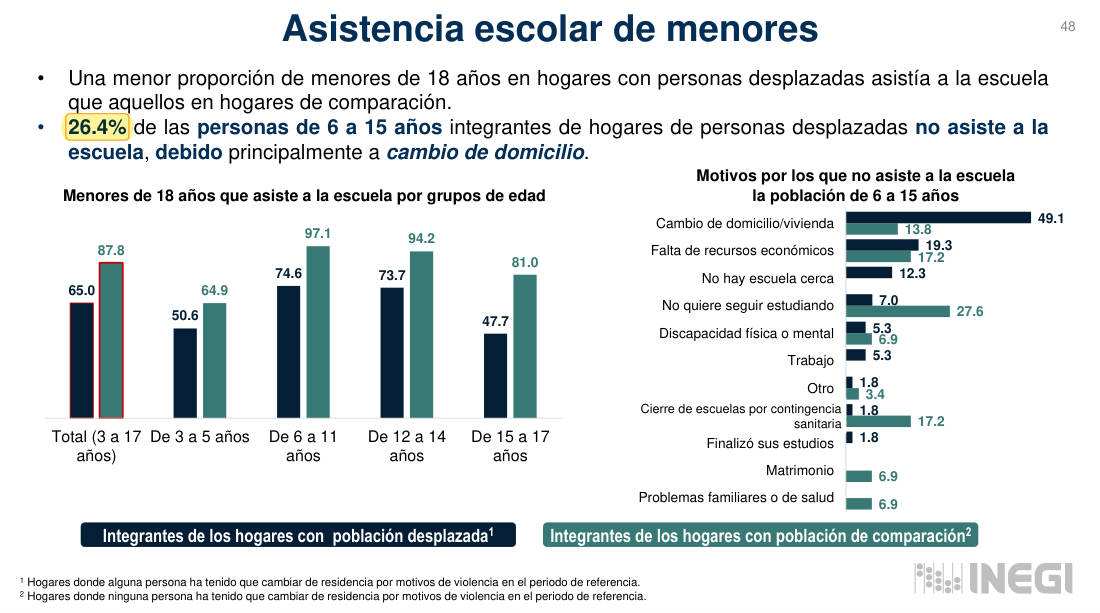 Asistencia escolar de menores
48
• Una menor proporción de menores de 18 años en hogares con personas desplazadas asistía a la escuela
que aquellos en hogares de comparación.
• 26.4% de las personas de 6 a 15 años integrantes de hogares de personas desplazadas no asiste a la
escuela, debido principalmente a cambio de domicilio.
Menores de 18 años que asiste a la escuela por grupos de edad
65.0
87.8
50.6
64.9
74.6
97.1
73.7
94.2
47.7
81.0
Total (3 a 17
años)
De 3 a 5 años
De 6 a 11
años
De 12 a 14
años
De 15 a 17
años
Motivos por los que no asiste a la escuela
la población de 6 a 15 años
Cambio de domicilio/vivienda
49.1
13.8
Falta de recursos económicos
19.3
17.2
No hay escuela cerca
12.3
No quiere seguir estudiando
7.0
27.6
Discapacidad física o mental
5.3
6.9
Trabajo
5.3
Otro
1.8
3.4
Cierre de escuelas por contingencia
sanitaria
1.8
17.2
Finalizó sus estudios
1.8
Matrimonio
6.9
Problemas familiares o de salud
6.9
Integrantes de los hogares con población desplazada¹
Integrantes de los hogares con población de comparación²
¹ Hogares donde alguna persona ha tenido que cambiar de residencia por motivos de violencia en el periodo de referencia.
² Hogares donde ninguna persona ha tenido que cambiar de residencia por motivos de violencia en el periodo de referencia.
INEGI